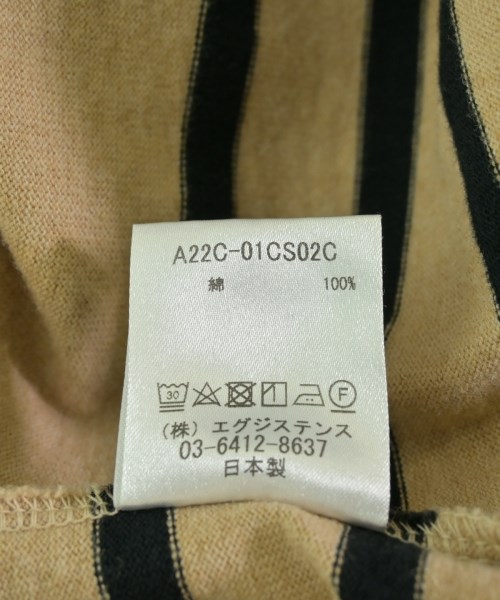 A22C-01CS02C
綿 100%
30 F
(株) エグジステンス
03-6412-8637
日本製